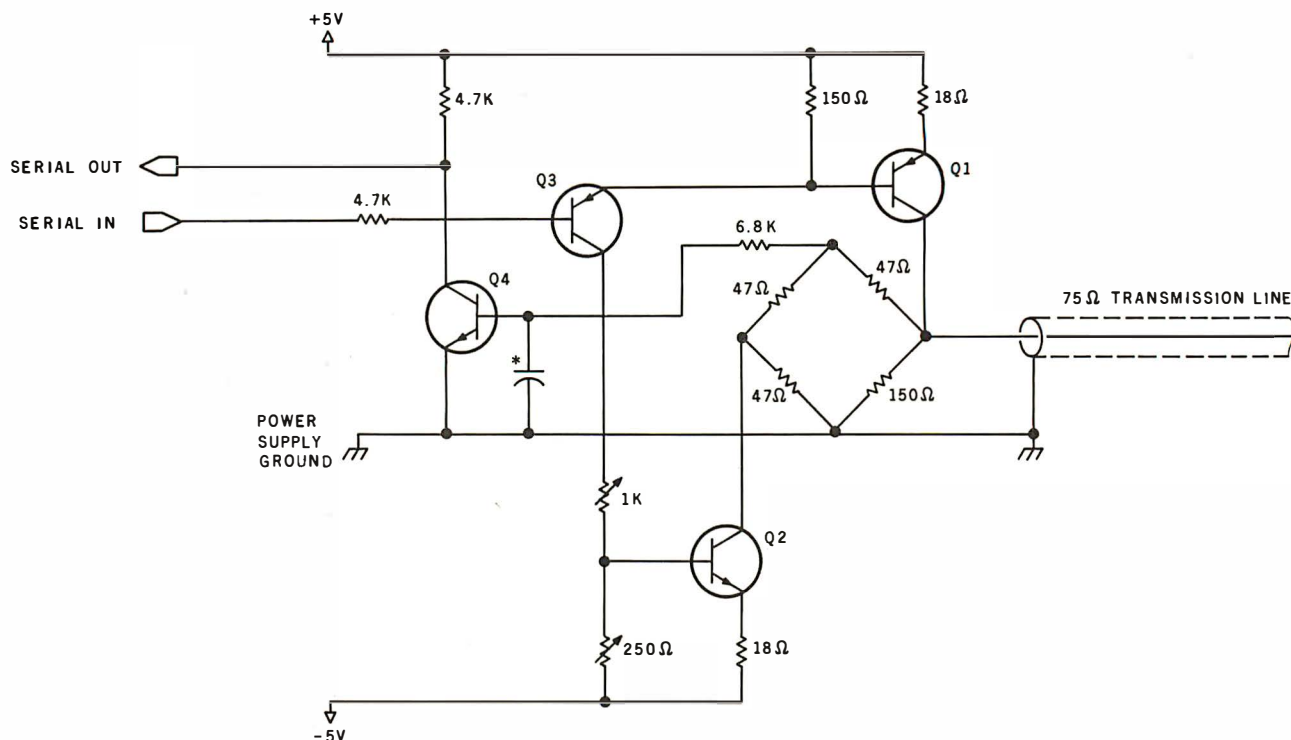 +5V
4.7K
150Ω
18Ω
SERIAL OUT
Q3
Q1
4.7K
SERIAL IN
6.8K
Q4
47Ω
47Ω
75Ω TRANSMISSION LINE
*
47Ω
150Ω
POWER
SUPPLY
GROUND
1K
Q2
250Ω
18Ω
-5V